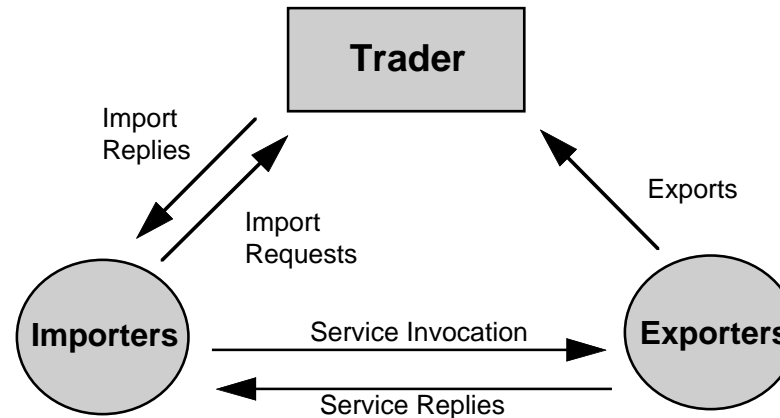 Trader
Import
Replies
Import
Requests
Exports
Importers
Exporters
Service Invocation
Service Replies